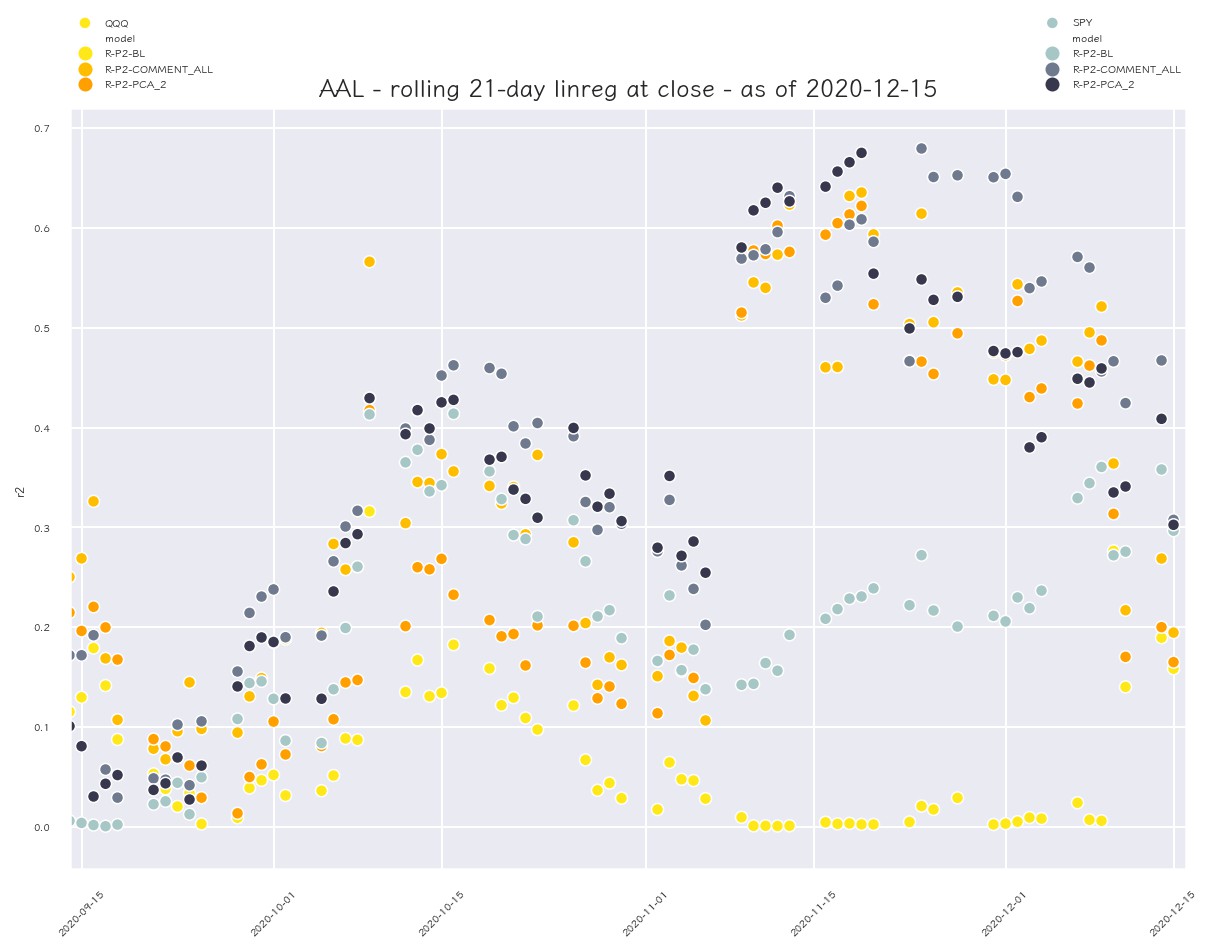 QQQ
model
R-P2-BL
R-P2-COMMENT_ALL
R-P2-PCA_2
SPY
model
R-P2-BL
R-P2-COMMENT_ALL
R-P2-PCA_2
AAL - rolling 21-day linreg at close - as of 2020-12-15
0.7
0.6
0.5
0.4
0.3
0.2
0.1
0.0
r2
2020-09-15
2020-10-01
2020-10-15
2020-11-01
2020-11-15
2020-12-01
2020-12-15